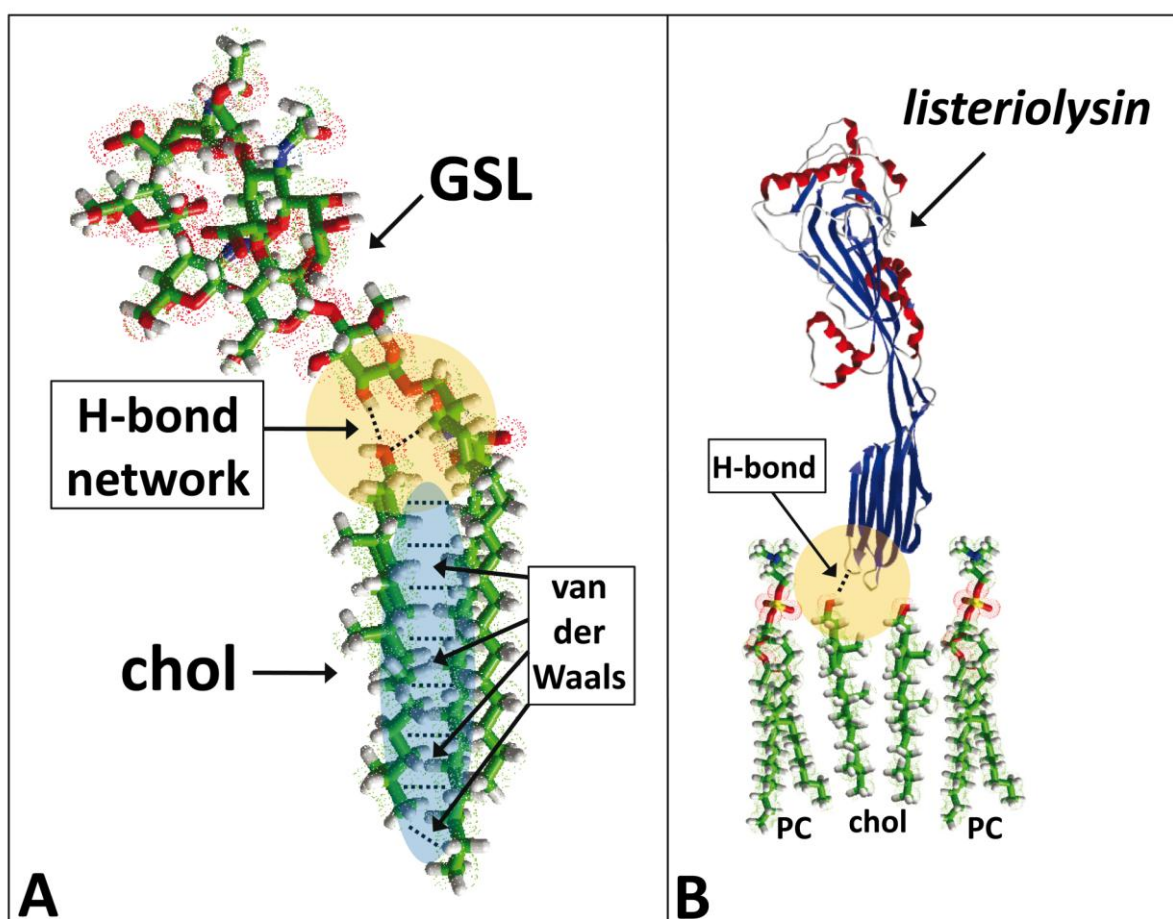 GSL
H-bond
network
chol
van
der
Waals
A
listeriolysin
H-bond
PC
chol
PC
B